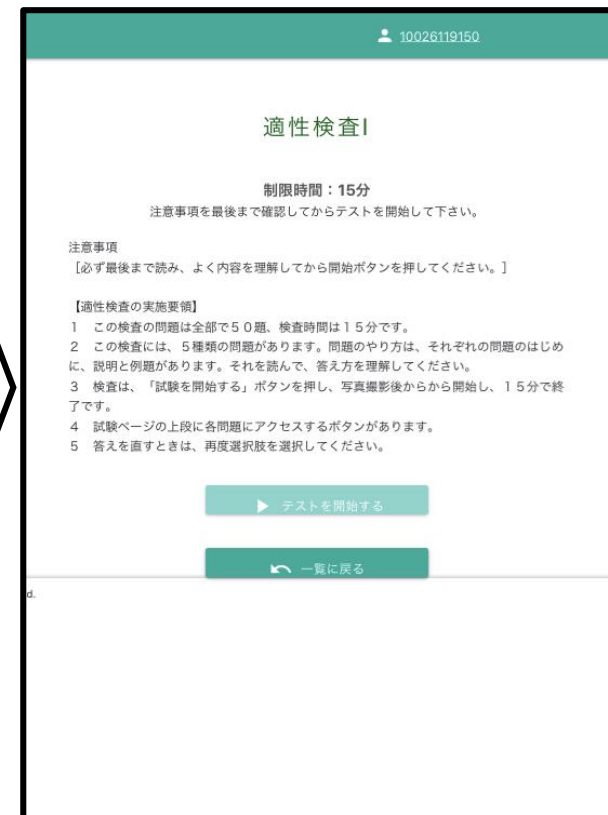 10026119150
適性検査I
制限時間：15分
注意事項を最後まで確認してからテストを開始して下さい。
注意事項
［必ず最後まで読み、よく内容を理解してから開始ボタンを押してください。］
【適性検査の実施要領】
1　この検査の問題は全部で５０題、検査時間は１５分です。
2　この検査には、５種類の問題があります。問題のやり方は、それぞれの問題のはじめ
に、説明と例題があります。それを読んで、答え方を理解してください。
3　検査は、「試験を開始する」ボタンを押し、写真撮影後からから開始し、１５分で終
了です。
4　試験ページの上段に各問題にアクセスするボタンがあります。
5　答えを直すときは、再度選択肢を選択してください。
テストを開始する
一覧に戻る
d.